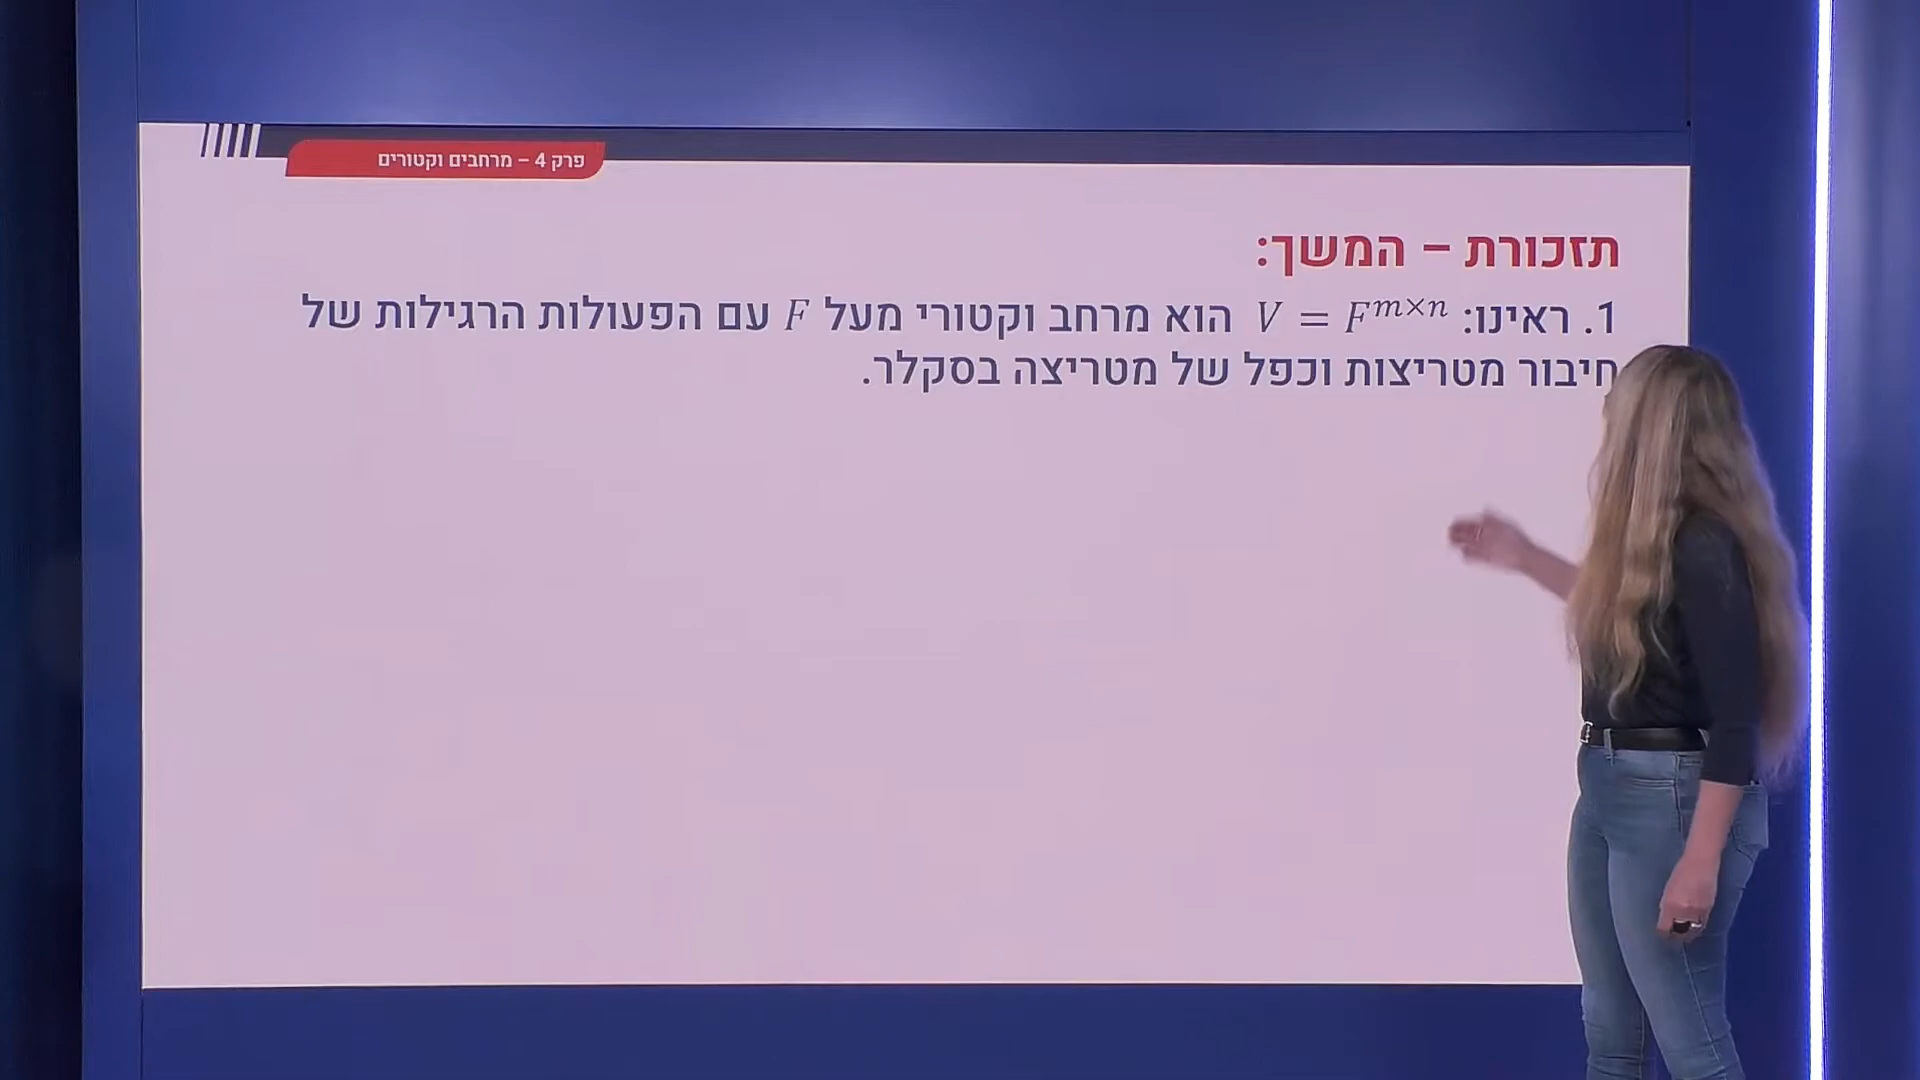 פרק 4 – מרחבים וקטורים
תזכורת – המשך:
1. ראינו: V = F^{m×n} הוא מרחב וקטורי מעל F עם הפעולות הרגילות של
חיבור מטריצות וכפל של מטריצה בסקלר.